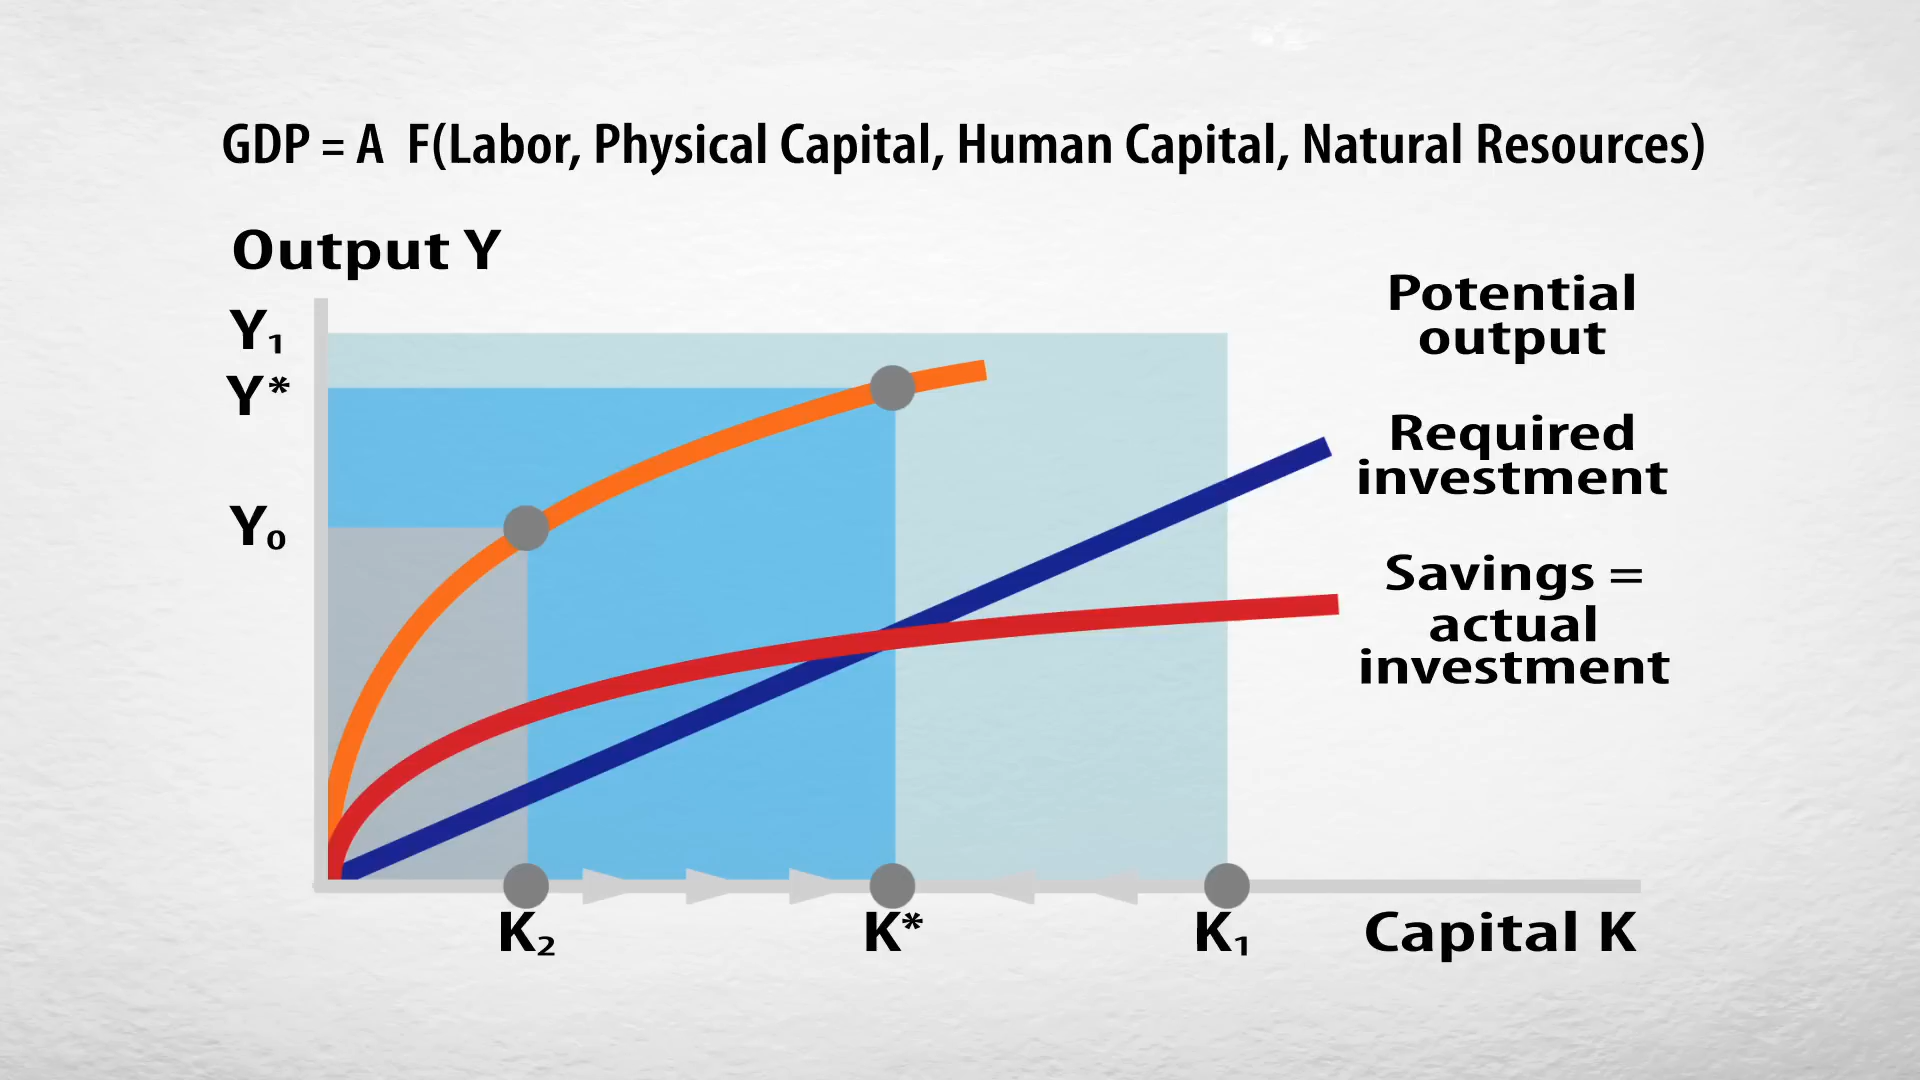 GDP = A F(Labor, Physical Capital, Human Capital, Natural Resources)
Output Y
Y₁
Y*
Y₀
Potential
output
Required
investment
Savings =
actual
investment
K₂
K*
K₁
Capital K